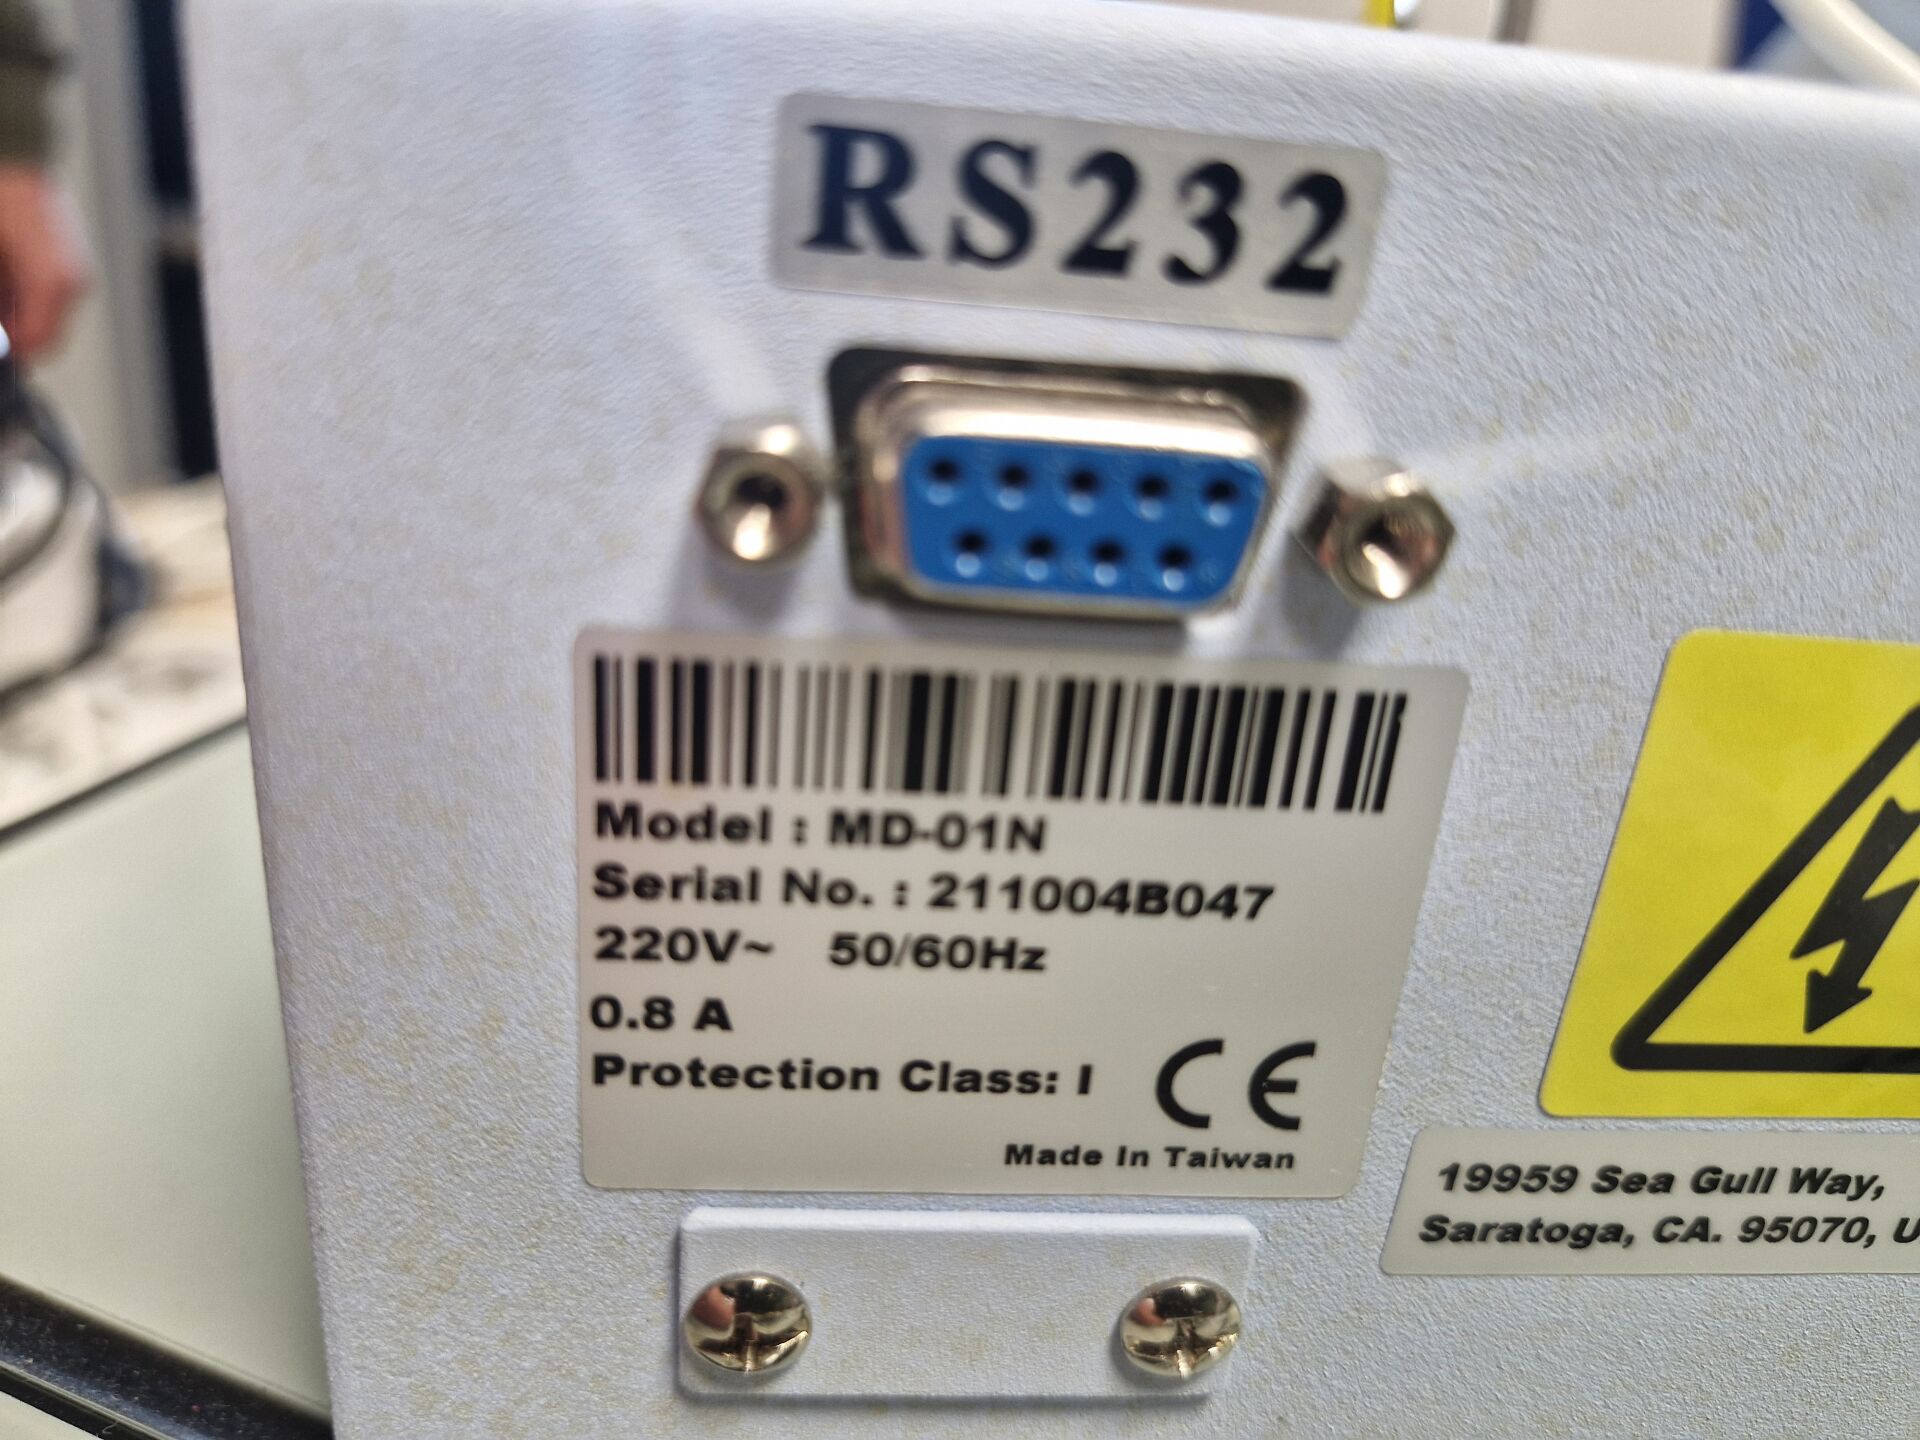 RS232
Model : MD-01N
Serial No. : 211004B047
220V~ 50/60Hz
0.8 A
Protection Class: I CE
Made In Taiwan
19959 Sea Gull Way,
Saratoga, CA. 95070, U